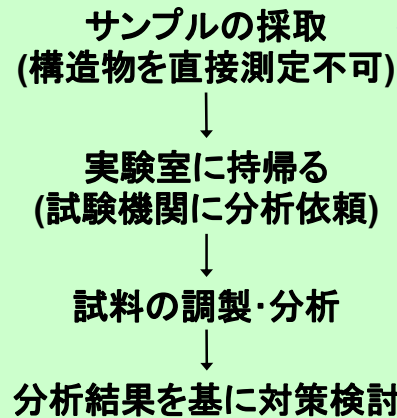 サンプルの採取
(構造物を直接測定不可)
実験室に持帰る
(試験機関に分析依頼)
試料の調製・分析
分析結果を基に対策検討